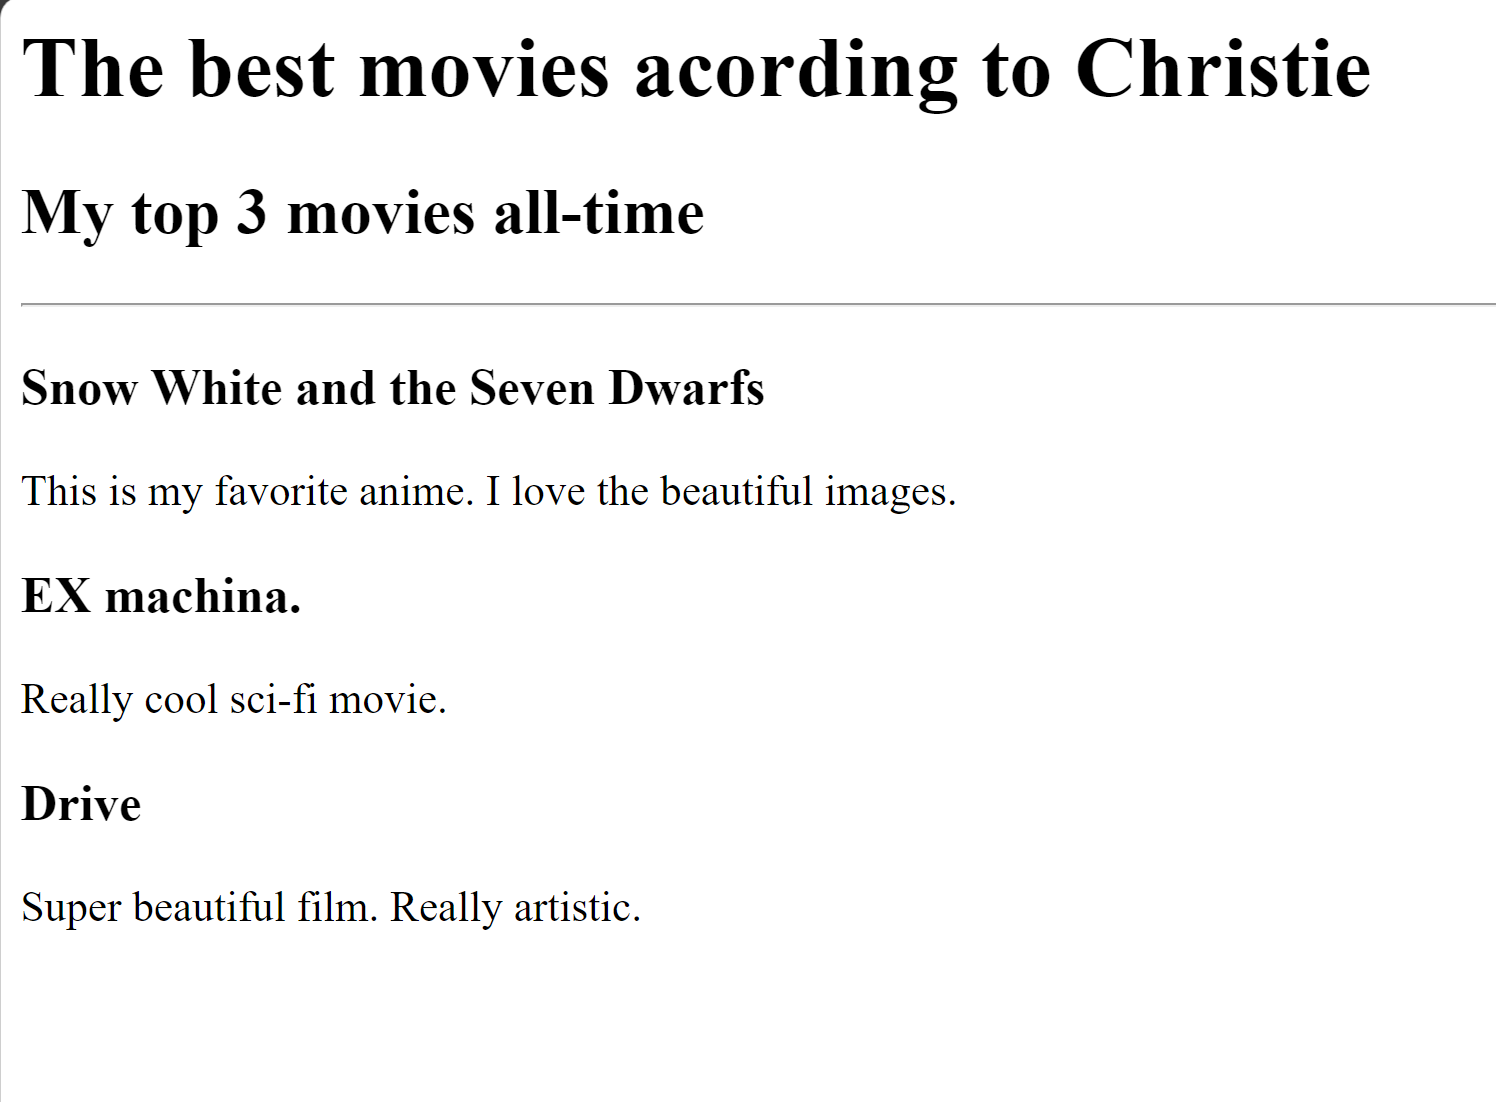 The best movies acording to Christie
My top 3 movies all-time
Snow White and the Seven Dwarfs
This is my favorite anime. I love the beautiful images.
EX machina.
Really cool sci-fi movie.
Drive
Super beautiful film. Really artistic.